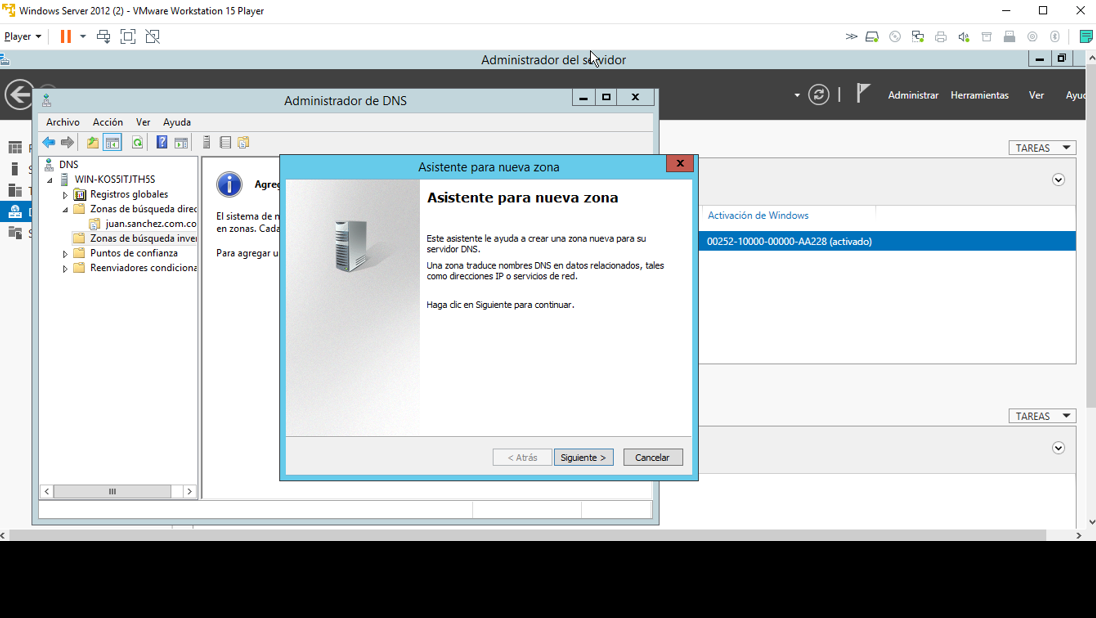 Windows Server 2012 (2) - VMware Workstation 15 Player
Player
Administrador del servidor
Administrar Herramientas Ver Ayuc
Administrador de DNS
Archivo Acción Ver Ayuda
DNS
WIN-KOS5ITJTH5S
Registros globales
Zonas de búsqueda direc
juan.sanchez.com.co
Zonas de búsqueda inver
Puntos de confianza
Reenviadores condiciona
Agreg
El sistema de n
en zonas. Cada
Para agregar u
Asistente para nueva zona
Asistente para nueva zona
Este asistente le ayuda a crear una zona nueva para su
servidor DNS.
Una zona traduce nombres DNS en datos relacionados, tales
como direcciones IP o servicios de red.
Haga clic en Siguiente para continuar.
< Atrás Siguiente > Cancelar
TAREAS
Activación de Windows
00252-10000-00000-AA228 (activado)
TAREAS